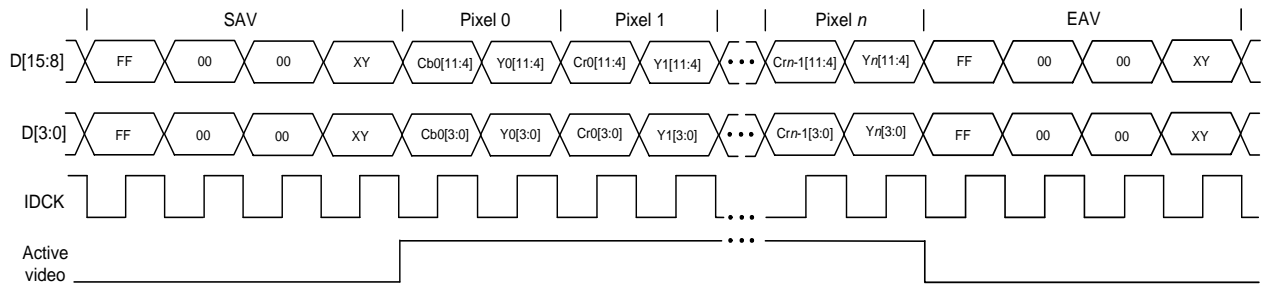 SAV Pixel 0 Pixel 1 Pixel n EAV
D[15:8] FF 00 00 XY Cb0[11:4] Y0[11:4] Cr0[11:4] Y1[11:4] ••• Crn-1[11:4] Yn[11:4] FF 00 00 XY
D[3:0] FF 00 00 XY Cb0[3:0] Y0[3:0] Cr0[3:0] Y1[3:0] ••• Crn-1[3:0] Yn[3:0] FF 00 00 XY
IDCK •••
Active •••
video